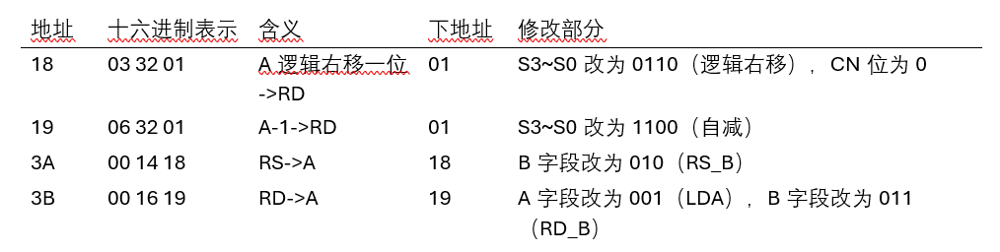 地址 十六进制表示 含义 下地址 修改部分
18 03 32 01 A 逻辑右移一位 01 S3~S0 改为 0110（逻辑右移），CN 位为 0
->RD
19 06 32 01 A-1->RD 01 S3~S0 改为 1100（自减）
3A 00 14 18 RS->A 18 B 字段改为 010（RS_B）
3B 00 16 19 RD->A 19 A 字段改为 001（LDA），B 字段改为 011
（RD_B）